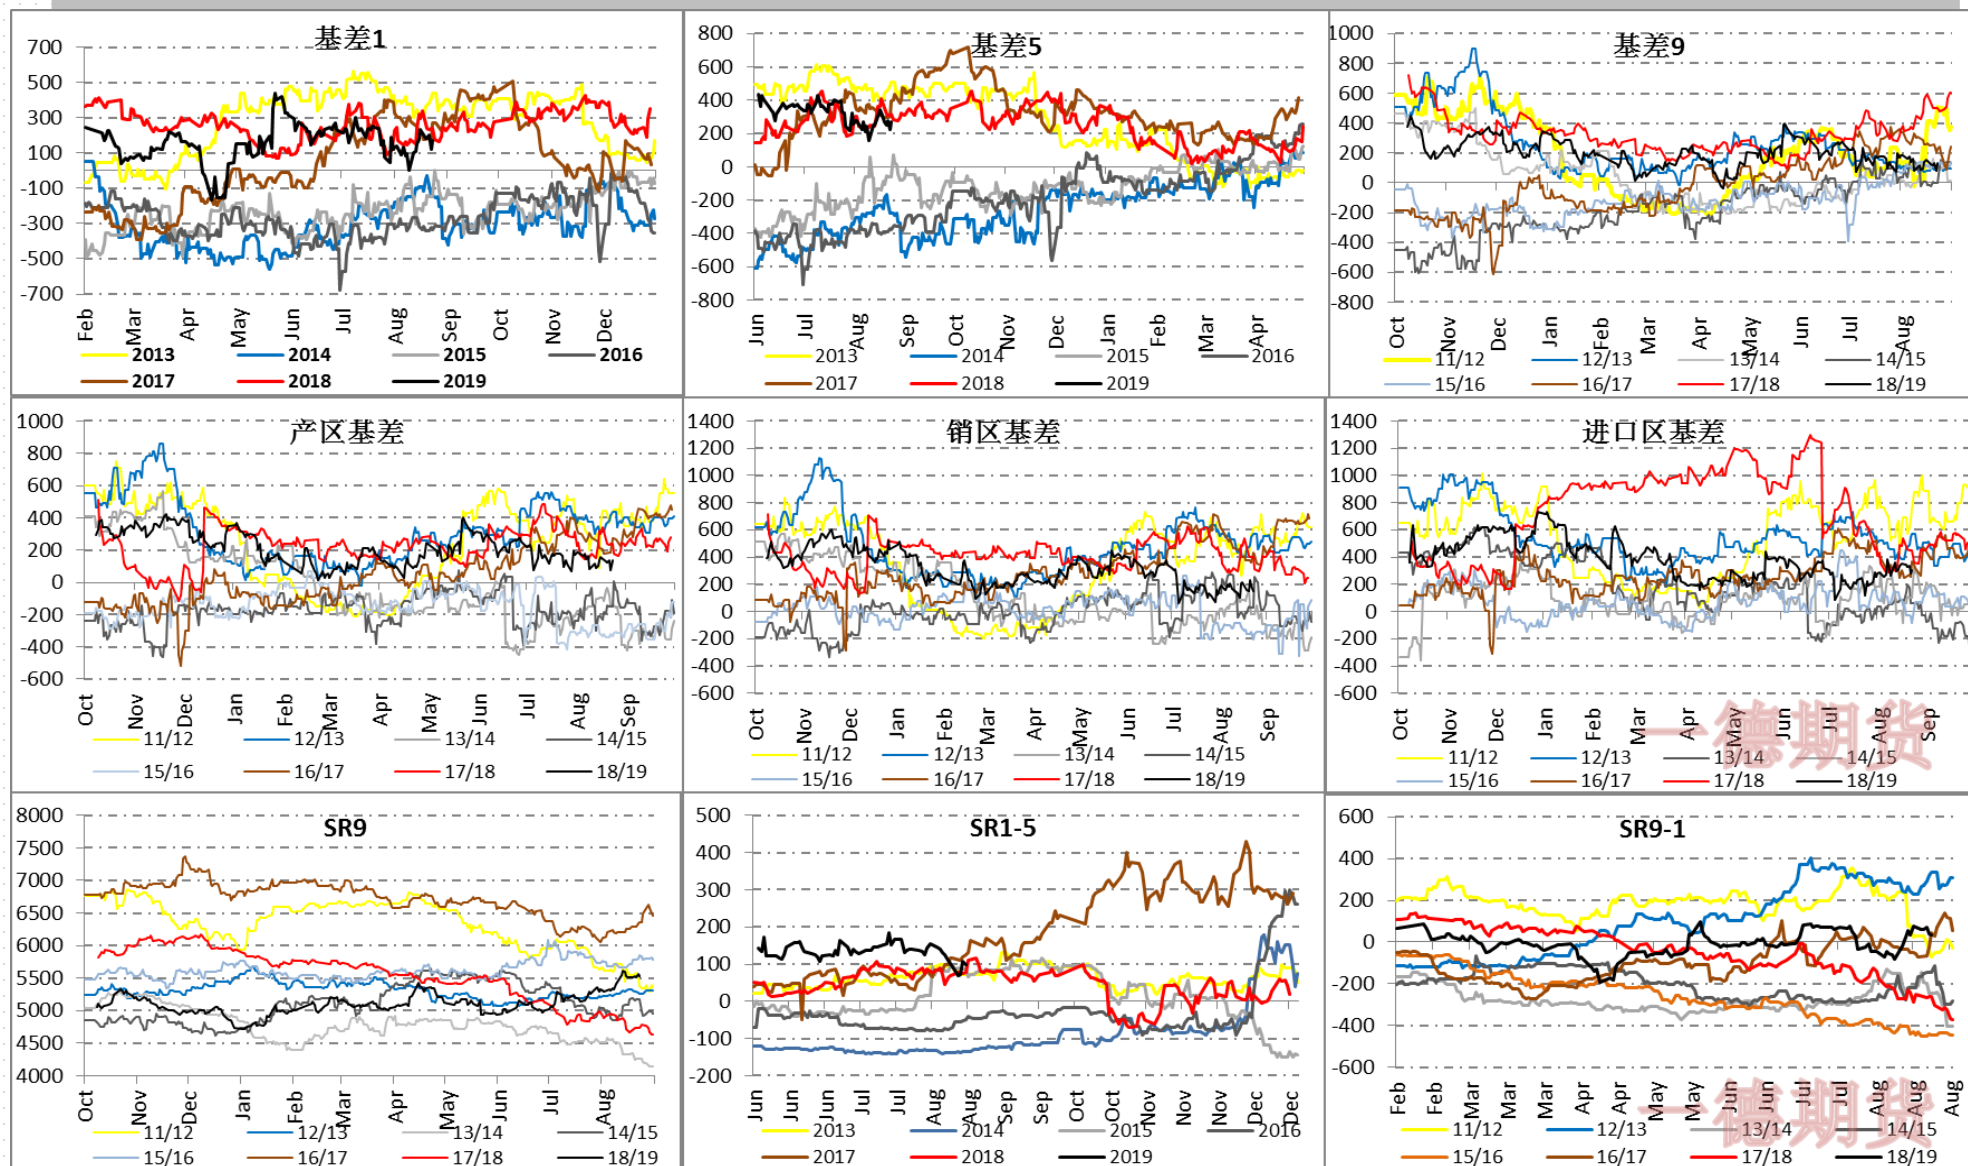 基差1
700
500
300
100
-100
-300
-500
-700
Feb Mar Apr May Jun Jul Aug Sep Oct Nov Dec
2013 2014 2015 2016
2017 2018 2019
基差5
800
600
400
200
0
-200
-400
-600
-800
Jun Jul Aug Sep Oct Nov Dec Jan Feb Mar Apr
2013 2014 2015 2016
2017 2018 2019
基差9
1000
800
600
400
200
0
-200
-400
-600
-800
Oct Nov Dec Jan Feb Mar Apr May Jun Jul Aug
11/12 12/13 13/14 14/15
15/16 16/17 17/18 18/19
产区基差
1000
800
600
400
200
0
-200
-400
-600
Oct Nov Dec Jan Feb Mar Apr May Jun Jul Aug Sep
11/12 12/13 13/14 14/15
15/16 16/17 17/18 18/19
销区基差
1400
1200
1000
800
600
400
200
0
-200
-400
-600
Oct Nov Dec Jan Feb Mar Apr May Jun Jul Aug Sep
11/12 12/13 13/14 14/15
15/16 16/17 17/18 18/19
进口区基差
1400
1200
1000
800
600
400
200
0
-200
-400
-600
Oct Nov Dec Jan Feb Mar Apr May Jun Jul Aug Sep
11/12 12/13 13/14 14/15
15/16 16/17 17/18 18/19
一德期货
SR9
8000
7500
7000
6500
6000
5500
5000
4500
4000
Oct Nov Dec Jan Feb Mar Apr May Jun Jul Aug
11/12 12/13 13/14 14/15
15/16 16/17 17/18 18/19
SR1-5
500
400
300
200
100
0
-100
-200
Jun Jun Jun Jul Jul Aug Aug Sep Sep Oct Oct Nov Nov Nov Dec Dec
2013 2014 2015 2016
2017 2018 2019
SR9-1
600
400
200
0
-200
-400
-600
Feb Feb Mar Mar Mar Apr Apr May May Jun Jun Jul Jul Aug Aug Aug
11/12 12/13 13/14 14/15
15/16 16/17 17/18 18/19
一德期货